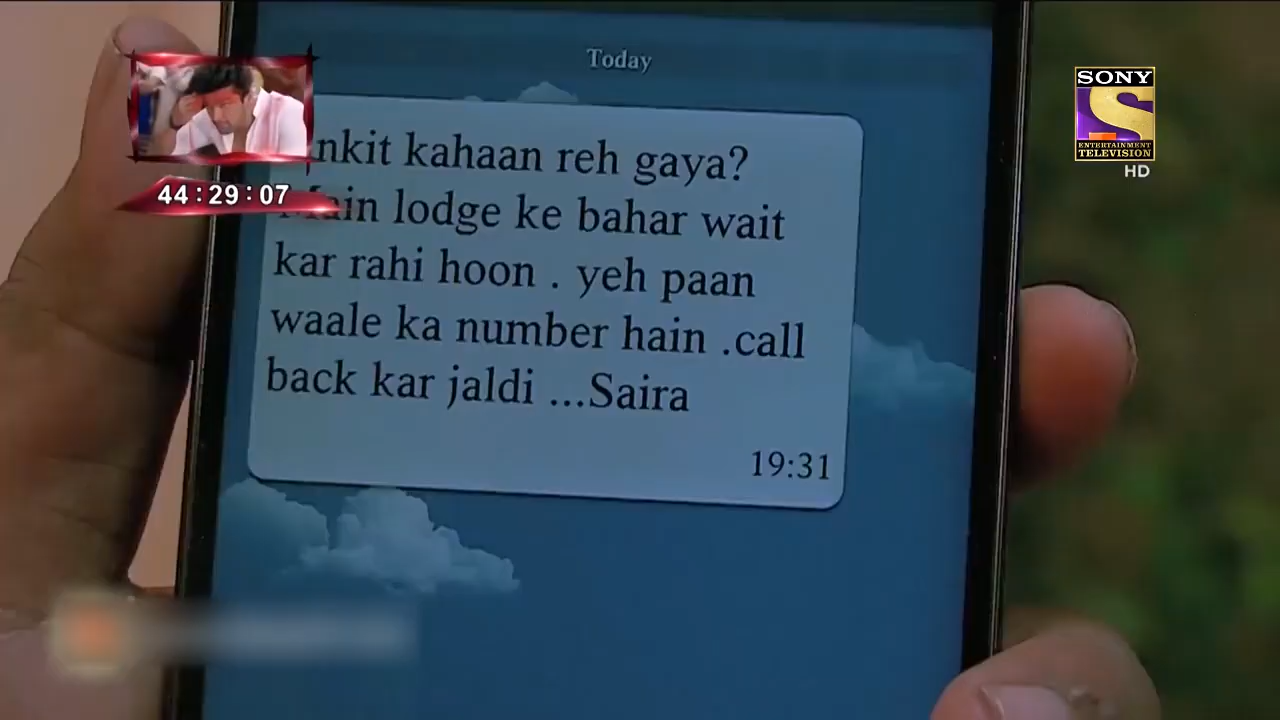 Today
nkit kahaan reh gaya?
Main lodge ke bahar wait
kar rahi hoon . yeh paan
waale ka number hain .call
back kar jaldi ...Saira
19:31
44:29:07
SONY
ENTERTAINMENT
TELEVISION
HD